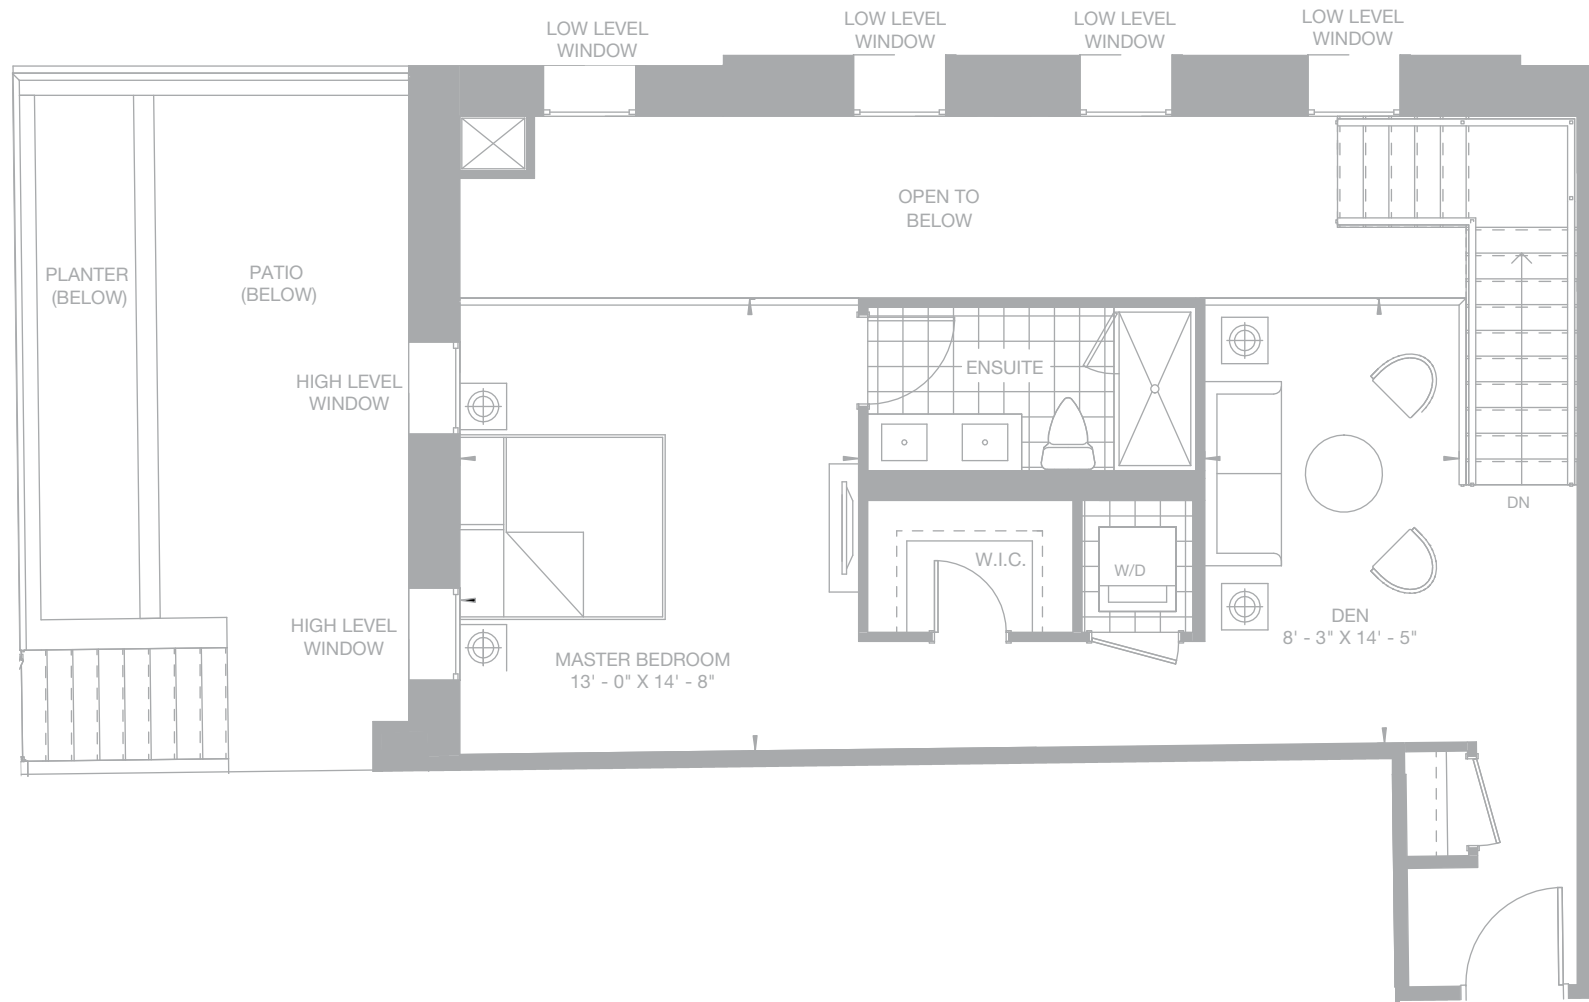 LOW LEVEL
WINDOW
LOW LEVEL
WINDOW
LOW LEVEL
WINDOW
LOW LEVEL
WINDOW
OPEN TO
BELOW
PLANTER
(BELOW)
PATIO
(BELOW)
HIGH LEVEL
WINDOW
ENSUITE
DN
W.I.C.
W/D
HIGH LEVEL
WINDOW
MASTER BEDROOM
13' - 0" X 14' - 8"
DEN
8' - 3" X 14' - 5"